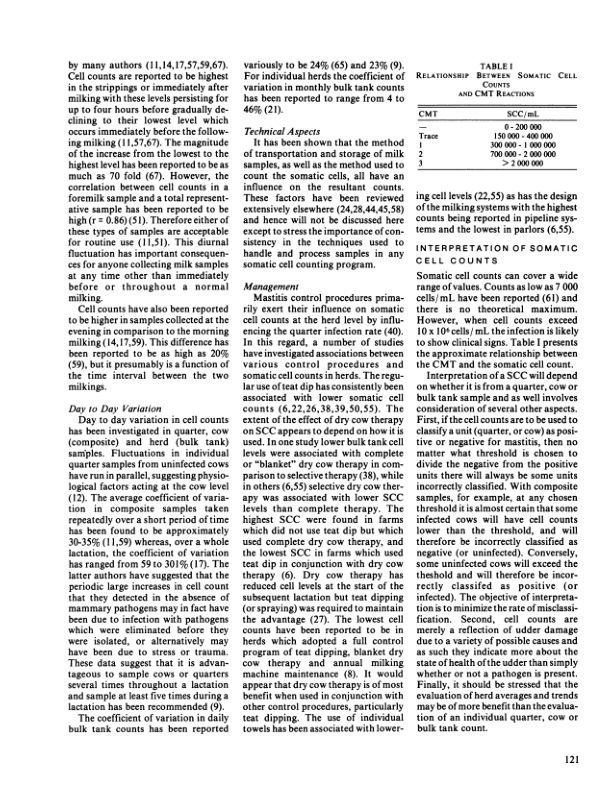 by many authors (11,14,17,57,59,67).
Cell counts are reported to be highest
in the strippings or immediately after
milking with these levels persisting for
up to four hours before gradually de-
clining to their lowest level which
occurs immediately before the follow-
ing milking (11,57,67). The magnitude
of the increase from the lowest to the
highest level has been reported to be as
much as 70 fold (67). However, the
correlation between cell counts in a
foremilk sample and a total represent-
ative sample has been reported to be
high (r = 0.86) (51). Therefore either of
these types of samples are acceptable
for routine use (11,51). This diurnal
fluctuation has important consequen-
ces for anyone collecting milk samples
at any time other than immediately
before or throughout a normal
milking.
Cell counts have also been reported
to be higher in samples collected at the
evening in comparison to the morning
milking (14,17,59). This difference has
been reported to be as high as 20%
(59), but it presumably is a function of
the time interval between the two
milkings.
Day to Day Variation
Day to day variation in cell counts
has been investigated in quarter, cow
(composite) and herd (bulk tank)
samples. Fluctuations in individual
quarter samples from uninfected cows
have run in parallel, suggesting physio-
logical factors acting at the cow level
(12). The average coefficient of varia-
tion in composite samples taken
repeatedly over a short period of time
has been found to be approximately
30-35% (11,59) whereas, over a whole
lactation, the coefficient of variation
has ranged from 59 to 301% (17). The
latter authors have suggested that the
periodic large increases in cell count
that they detected in the absence of
mammary pathogens may in fact have
been due to infection with pathogens
which were eliminated before they
were isolated, or alternatively may
have been due to stress or trauma.
These data suggest that it is advan-
tageous to sample cows or quarters
several times throughout a lactation
and sample at least five times during a
lactation has been recommended (9).
The coefficient of variation in daily
bulk tank counts has been reported
variously to be 24% (65) and 23% (9).
For individual herds the coefficient of
variation in monthly bulk tank counts
has been reported to range from 4 to
46% (21).
Technical Aspects
It has been shown that the method
of transportation and storage of milk
samples, as well as the method used to
count the somatic cells, all have an
influence on the resultant counts.
These factors have been reviewed
extensively elsewhere (24,28,44,45,58)
and hence will not be discussed here
except to stress the importance of con-
sistency in the techniques used to
handle and process samples in any
somatic cell counting program.
Management
Mastitis control procedures prima-
rily exert their influence on somatic
cell counts at the herd level by influ-
encing the quarter infection rate (40).
In this regard, a number of studies
have investigated associations between
various control procedures and
somatic cell counts in herds. The regu-
lar use of teat dip has consistently been
associated with lower somatic cell
counts (6,22,26,38,39,50,55). The
extent of the effect of dry cow therapy
on SCC appears to depend on how it is
used. In one study lower bulk tank cell
levels were associated with complete
or "blanket" dry cow therapy in com-
parison to selective therapy (38), while
in others (6,55) selective dry cow ther-
apy was associated with lower SCC
levels than complete therapy. The
highest SCC were found in farms
which did not use teat dip but which
used complete dry cow therapy, and
the lowest SCC in farms which used
teat dip in conjunction with dry cow
therapy (6). Dry cow therapy has
reduced cell levels at the start of the
subsequent lactation but teat dipping
(or spraying) was required to maintain
the advantage (27). The lowest cell
counts have been reported to be in
herds which adopted a full control
program of teat dipping, blanket dry
cow therapy and annual milking
machine maintenance (8). It would
appear that dry cow therapy is of most
benefit when used in conjunction with
other control procedures, particularly
teat dipping. The use of individual
towels has been associated with lower-
TABLE I
RELATIONSHIP BETWEEN SOMATIC CELL
COUNTS
AND CMT REACTIONS
CMT SCC/mL
— 0 - 200 000
Trace 150 000 - 400 000
1 300 000 - 1 000 000
2 700 000 - 2 000 000
3 > 2 000 000
ing cell levels (22,55) as has the design
of the milking systems with the highest
counts being reported in pipeline sys-
tems and the lowest in parlors (6,55).
INTERPRETATION OF SOMATIC
CELL COUNTS
Somatic cell counts can cover a wide
range of values. Counts as low as 7 000
cells/mL have been reported (61) and
there is no theoretical maximum.
However, when cell counts exceed
10 x 10⁶ cells/mL the infection is likely
to show clinical signs. Table I presents
the approximate relationship between
the CMT and the somatic cell count.
Interpretation of a SCC will depend
on whether it is from a quarter, cow or
bulk tank sample and as well involves
consideration of several other aspects.
First, if the cell counts are to be used to
classify a unit (quarter, or cow) as posi-
tive or negative for mastitis, then no
matter what threshold is chosen to
divide the negative from the positive
units there will always be some units
incorrectly classified. With composite
samples, for example, at any chosen
threshold it is almost certain that some
infected cows will have cell counts
lower than the threshold, and will
therefore be incorrectly classified as
negative (or uninfected). Conversely,
some uninfected cows will exceed the
theshold and will therefore be incor-
rectly classified as positive (or
infected). The objective of interpreta-
tion is to minimize the rate of misclassi-
fication. Second, cell counts are
merely a reflection of udder damage
due to a variety of possible causes and
as such they indicate more about the
state of health of the udder than simply
whether or not a pathogen is present.
Finally, it should be stressed that the
evaluation of herd averages and trends
may be of more benefit than the evalua-
tion of an individual quarter, cow or
bulk tank count.
121